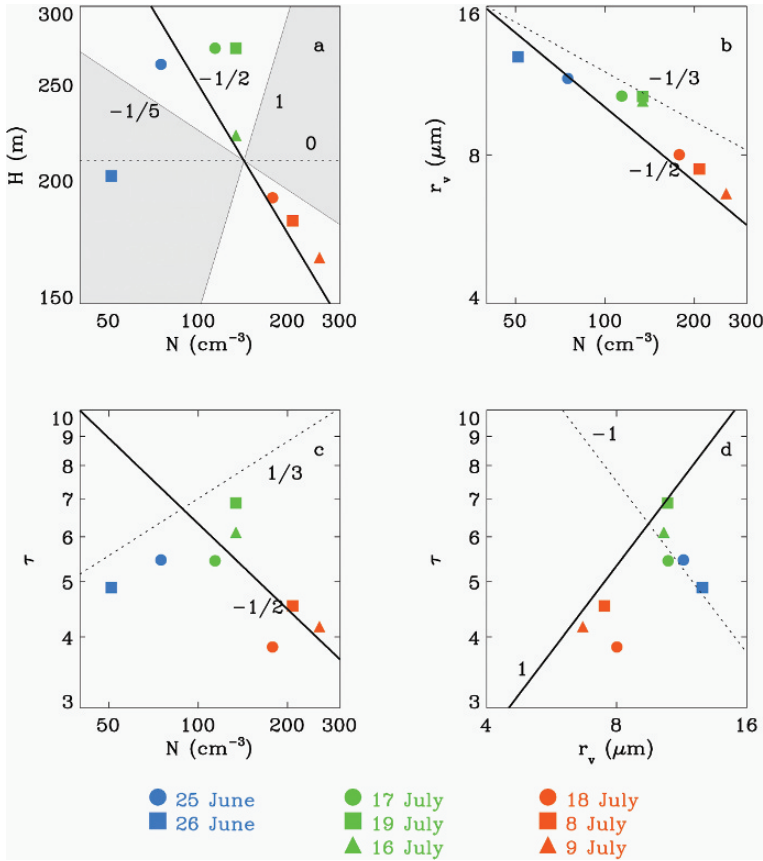 300
a
−1/2
250
1
−1/5
0
H (m)
200
150
50
100
200
300
N (cm⁻³)
16
b
−1/3
r_v (μm)
8
−1/2
4
50
100
200
300
N (cm⁻³)
10
9
8
7
6
5
4
3
c
1/3
τ
−1/2
50
100
200
300
N (cm⁻³)
10
9
8
7
6
5
4
3
−1
d
τ
1
4
8
16
r_v (μm)
25 June
17 July
18 July
26 June
19 July
8 July
16 July
9 July